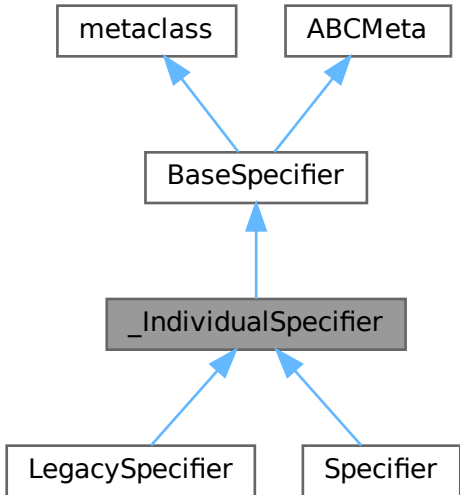 metaclass
ABCMeta
BaseSpecifier
_IndividualSpecifier
LegacySpecifier
Specifier